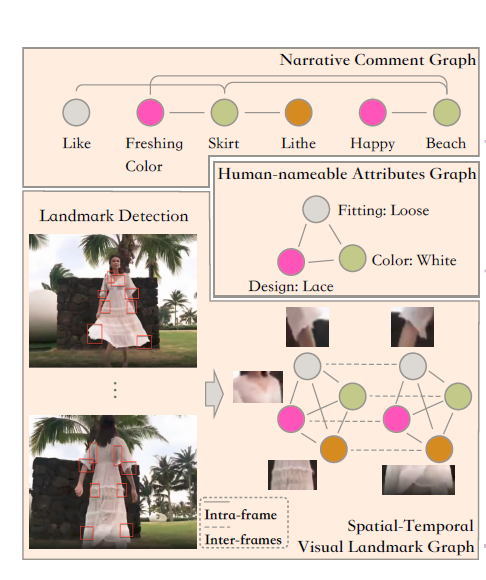 Narrative Comment Graph
Like
Freshing
Color
Skirt
Lithe
Happy
Beach
Human-nameable Attributes Graph
Fitting: Loose
Color: White
Design: Lace
Landmark Detection
Intra-frame
Inter-frames
Spatial-Temporal
Visual Landmark Graph